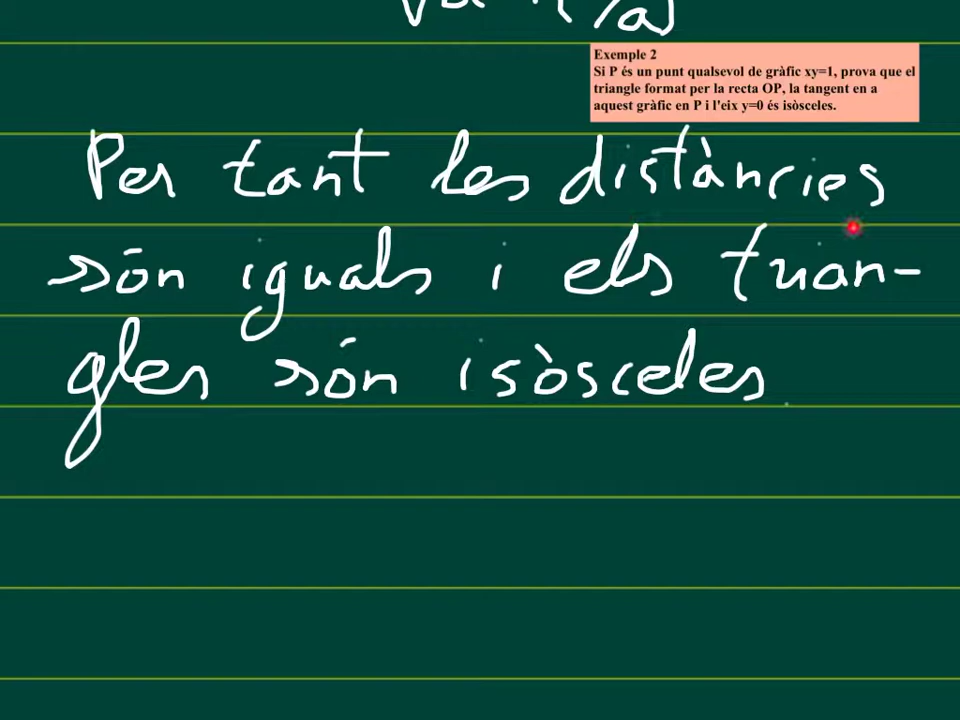 Exemple 2
Si P és un punt qualsevol de gràfic xy=1, prova que el
triangle format per la recta OP, la tangent en a
aquest gràfic en P i l'eix y=0 és isòsceles.
Per tant les distàncies
són iguals i els trian-
gles són isòsceles.